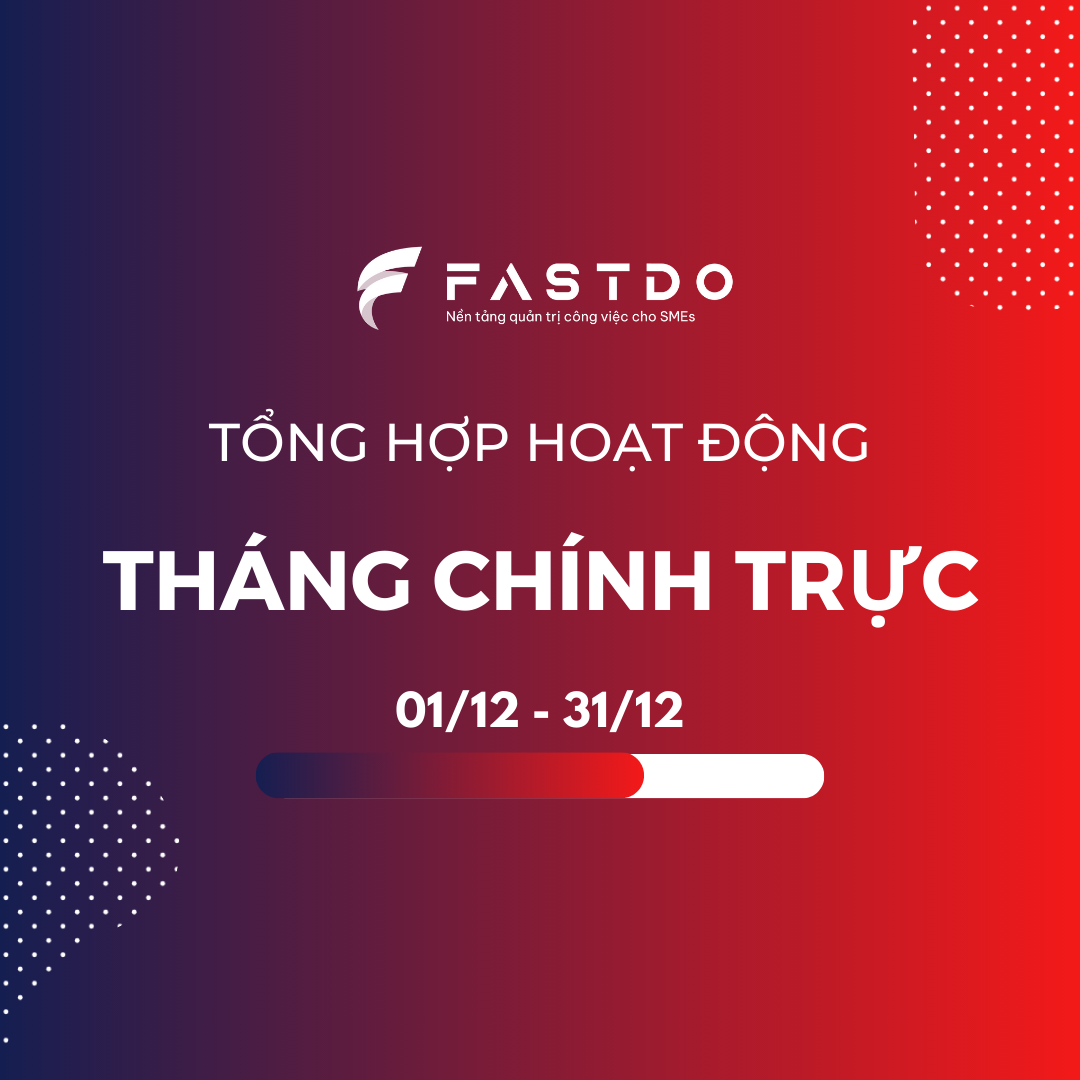 FASTDO
Nền tảng quản trị công việc cho SMEs
TỔNG HỢP HOẠT ĐỘNG
THÁNG CHÍNH TRỰC
01/12 - 31/12